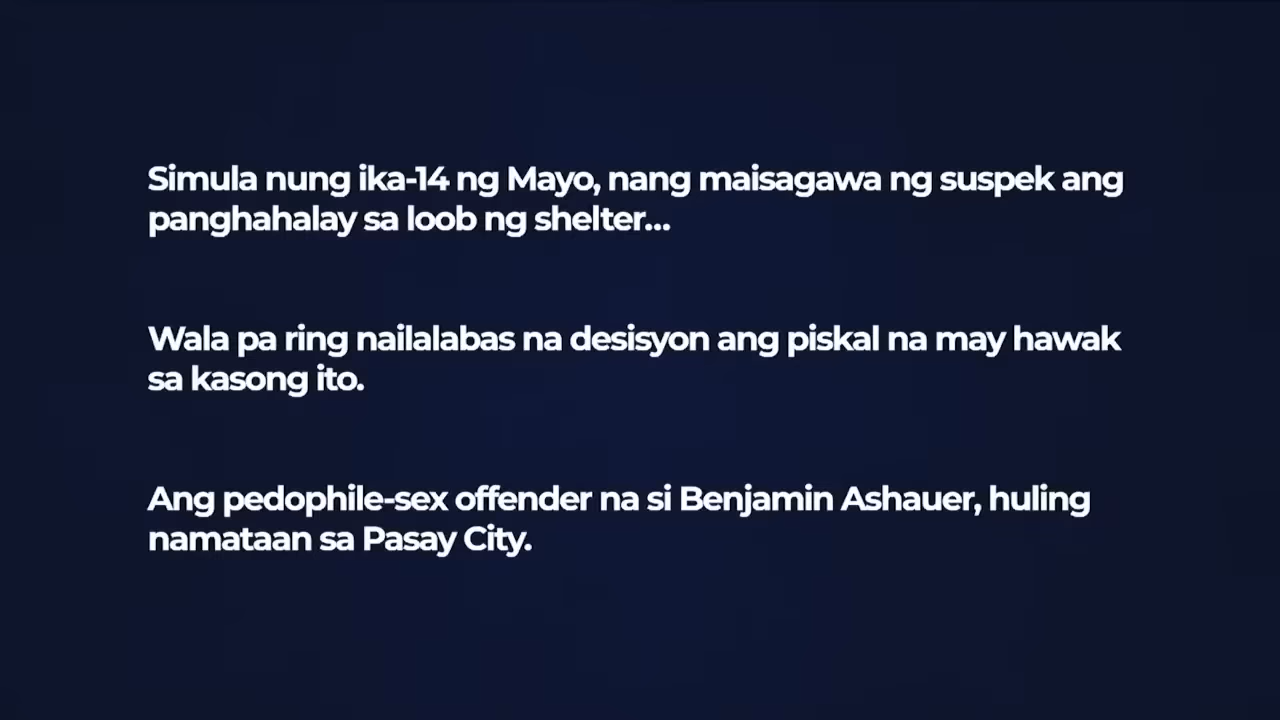 Simula nung ika-14 ng Mayo, nang maisagawa ng suspek ang
panghahalay sa loob ng shelter...
Wala pa ring nailalabas na desisyon ang piskal na may hawak
sa kasong ito.
Ang pedophile-sex offender na si Benjamin Ashauer, huling
namataan sa Pasay City.